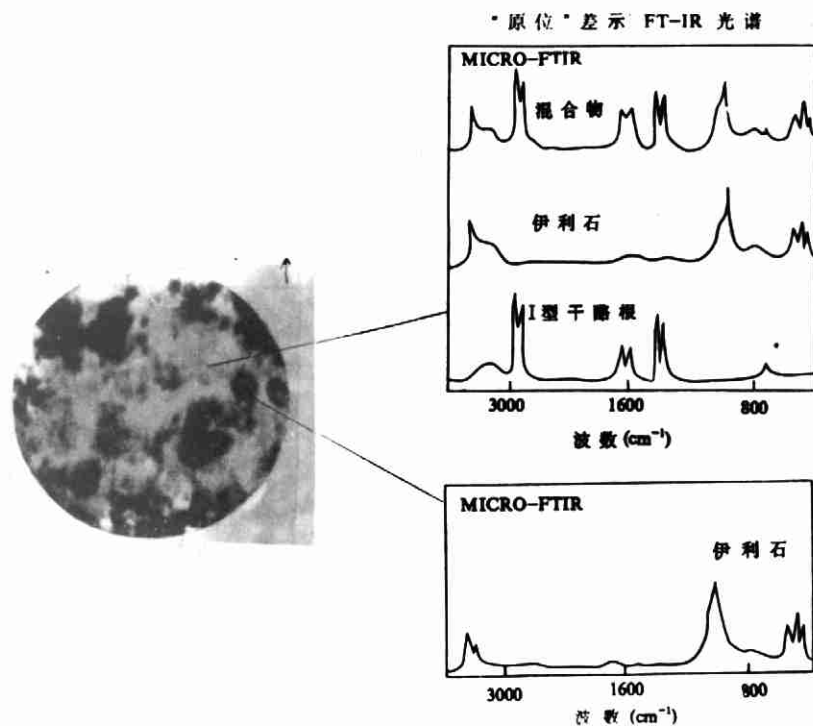 "原位"差示 FT-IR 光谱
MICRO-FTIR
混合物
伊利石
I型干酪根
3000 1600 800
波数 (cm⁻¹)
MICRO-FTIR
伊利石
3000 1600 800
波数 (cm⁻¹)